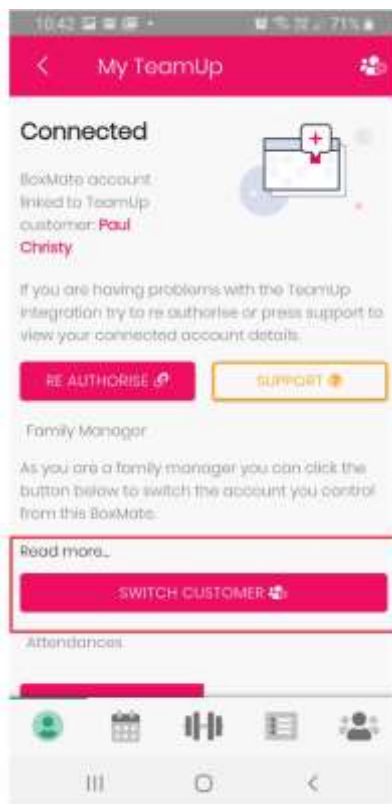 10:42
71%
My TeamUp
Connected
BoxMate account
linked to TeamUp
customer: Paul
Christy
If you are having problems with the TeamUp
integration try to re authorise or press support to
view your connected account details.
RE AUTHORISE
SUPPORT
Family Manager
As you are a family manager you can click the
button below to switch the account you control
from this BoxMate.
Read more...
SWITCH CUSTOMER
Attendances